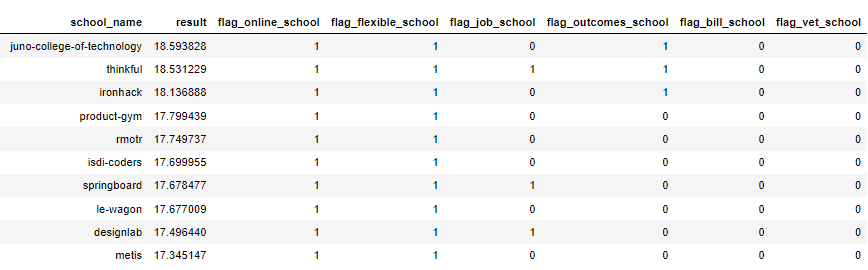 school_name result flag_online_school flag_flexible_school flag_job_school flag_outcomes_school flag_bill_school flag_vet_school
juno-college-of-technology 18.593828 1 1 0 1 0 0
thinkful 18.531229 1 1 1 1 0 0
ironhack 18.136888 1 1 0 1 0 0
product-gym 17.799439 1 1 0 0 0 0
rmotr 17.749737 1 1 0 0 0 0
isdi-coders 17.699955 1 1 0 0 0 0
springboard 17.678477 1 1 1 0 0 0
le-wagon 17.677009 1 1 0 0 0 0
designlab 17.496440 1 1 1 0 0 0
metis 17.345147 1 1 0 0 0 0